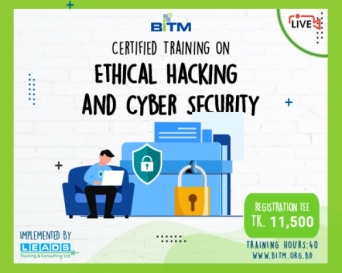 BITM
LIVE
CERTIFIED TRAINING ON
ETHICAL HACKING
AND CYBER SECURITY
REGISTRATION FEE
TK. 11,500
IMPLEMENTED BY
LEADS
Training & Consulting Ltd
TRAINING HOURS:40
WWW.BITM.ORG.BD